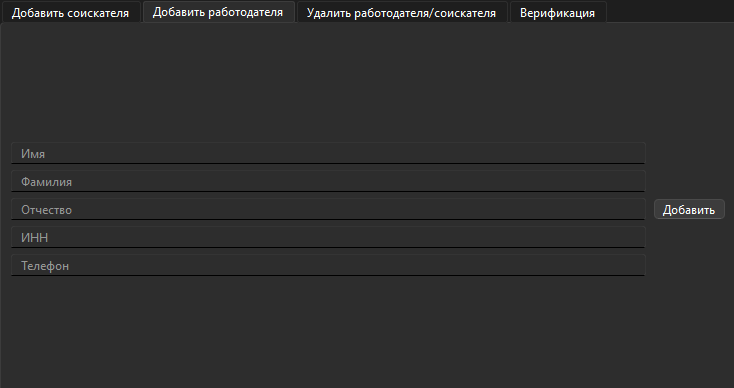 Добавить соискателя Добавить работодателя Удалить работодателя/соискателя Верификация
Имя
Фамилия
Отчество
Добавить
ИНН
Телефон